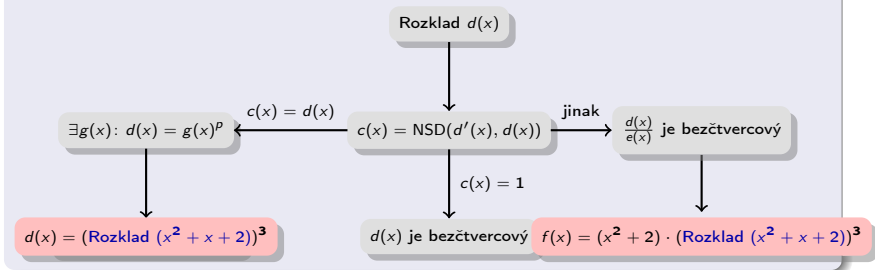 Rozklad d(x)
c(x) = d(x)
jinak
∃g(x): d(x) = g(x)^p
c(x) = NSD(d′(x), d(x))
d(x)/e(x) je bezčtvercový
c(x) = 1
d(x) = (Rozklad (x² + x + 2))³
d(x) je bezčtvercový
f(x) = (x² + 2) · (Rozklad (x² + x + 2))³